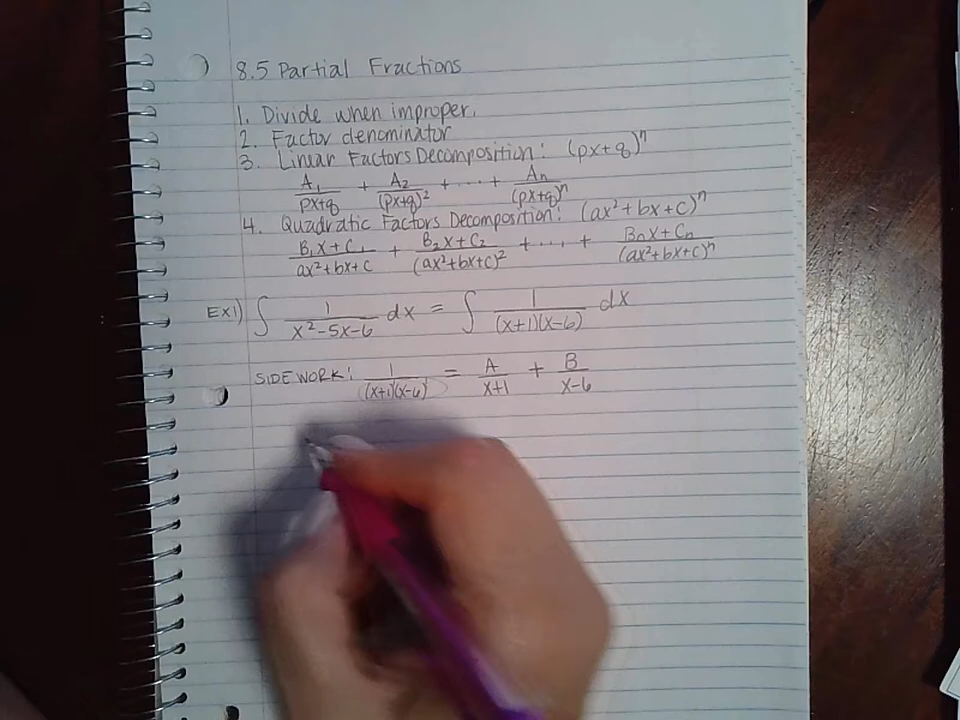 8.5 Partial Fractions
1. Divide when improper.
2. Factor denominator
3. Linear Factors Decomposition: (px+q)^n
A₁/(px+q) + A₂/(px+q)² + ... + Aₙ/(px+q)^n
4. Quadratic Factors Decomposition: (ax²+bx+c)^n
B₁x+C₁/(ax²+bx+c) + B₂x+C₂/(ax²+bx+c)² + ... + Bₙx+Cₙ/(ax²+bx+c)^n
EX1) ∫ 1/(x²-5x-6) dx = ∫ 1/((x+1)(x-6)) dx
SIDEWORK: 1/((x+1)(x-6)) = A/(x+1) + B/(x-6)